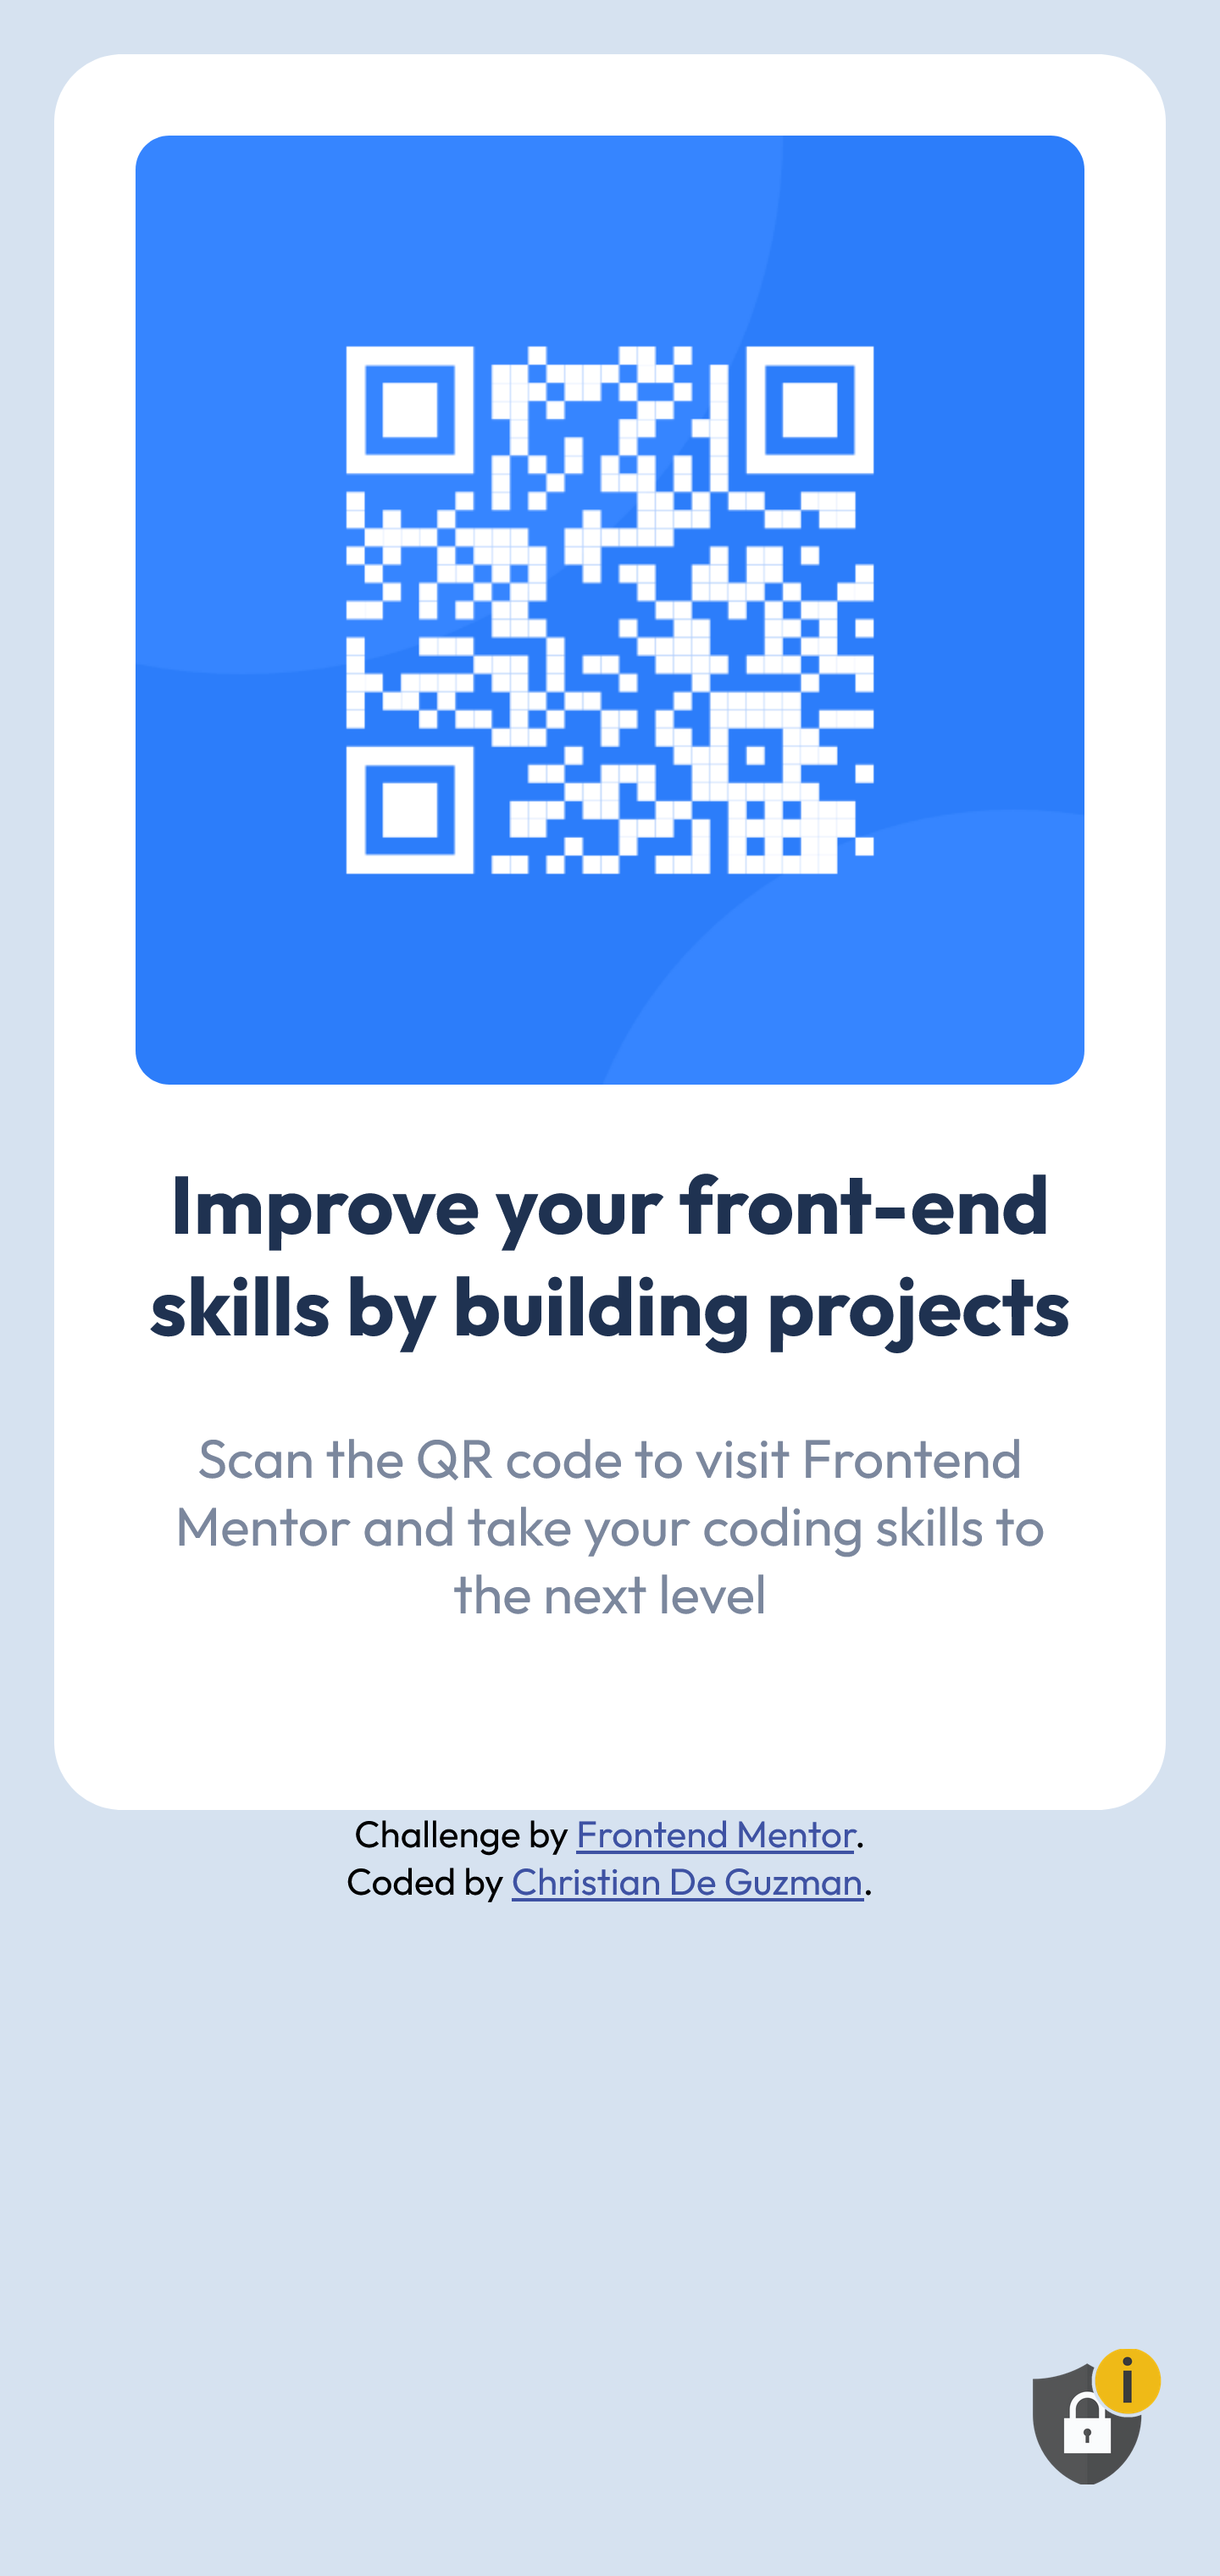 Improve your front-end
skills by building projects
Scan the QR code to visit Frontend
Mentor and take your coding skills to
the next level
Challenge by Frontend Mentor.
Coded by Christian De Guzman.
i